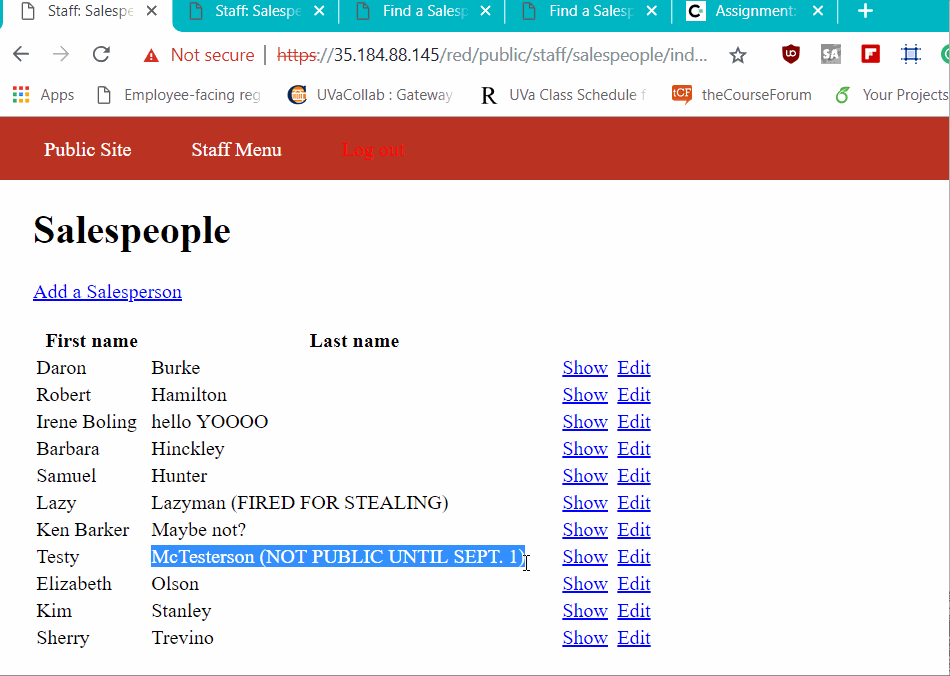 Staff: Salespe Staff: Salespe Find a Salesp Find a Salesp Assignment:
Not secure https://35.184.88.145/red/public/staff/salespeople/ind...
Apps Employee-facing reg UVaCollab : Gateway R UVa Class Schedule f tCF theCourseForum Your Projects
Public Site Staff Menu Log out
Salespeople
Add a Salesperson
First name Last name
Daron Burke Show Edit
Robert Hamilton Show Edit
Irene Boling hello YOOOO Show Edit
Barbara Hinckley Show Edit
Samuel Hunter Show Edit
Lazy Lazyman (FIRED FOR STEALING) Show Edit
Ken Barker Maybe not? Show Edit
Testy McTesterson (NOT PUBLIC UNTIL SEPT. 1) Show Edit
Elizabeth Olson Show Edit
Kim Stanley Show Edit
Sherry Trevino Show Edit